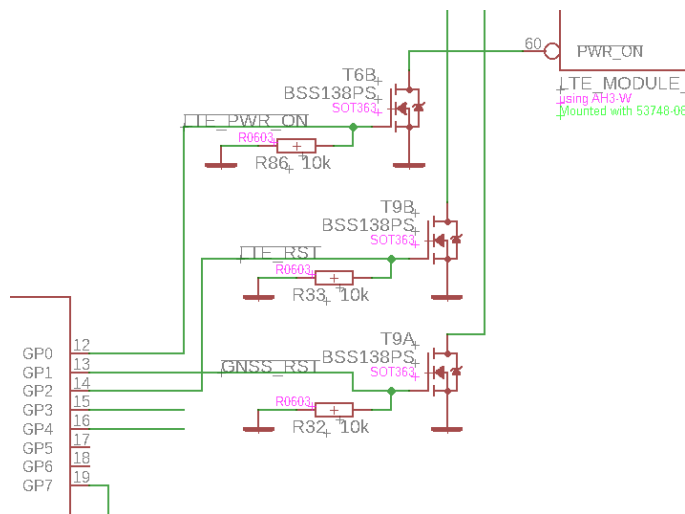 60
PWR_ON
LTE_MODULE_
using AH3-W
Mounted with 53748-06
T6B
BSS138PS
SOT363
LTE_PWR_ON
R0603
R86 10k
T9B
BSS138PS
SOT363
LTE_RST
R0603
R33 10k
T9A
BSS138PS
SOT363
GNSS_RST
R0603
R32 10k
GP0 12
GP1 13
GP2 14
GP3 15
GP4 16
GP5 17
GP6 18
GP7 19